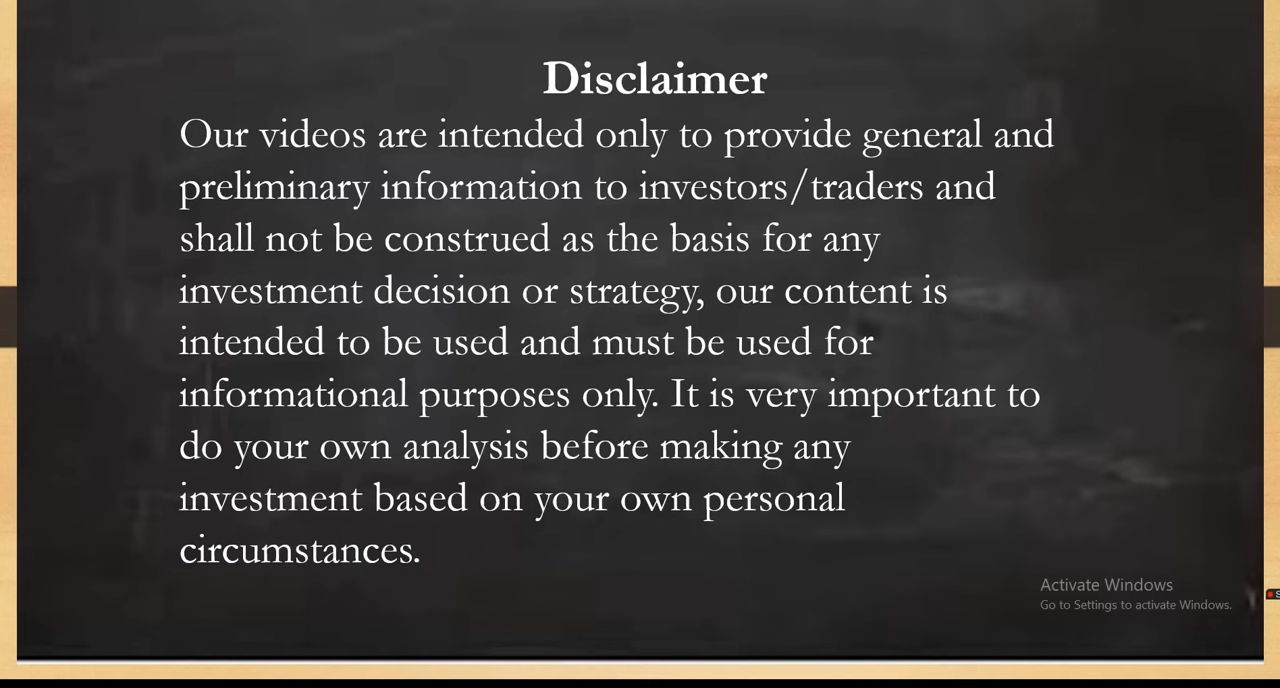 Disclaimer
Our videos are intended only to provide general and
preliminary information to investors/traders and
shall not be construed as the basis for any
investment decision or strategy, our content is
intended to be used and must be used for
informational purposes only. It is very important to
do your own analysis before making any
investment based on your own personal
circumstances.
Activate Windows
Go to Settings to activate Windows.